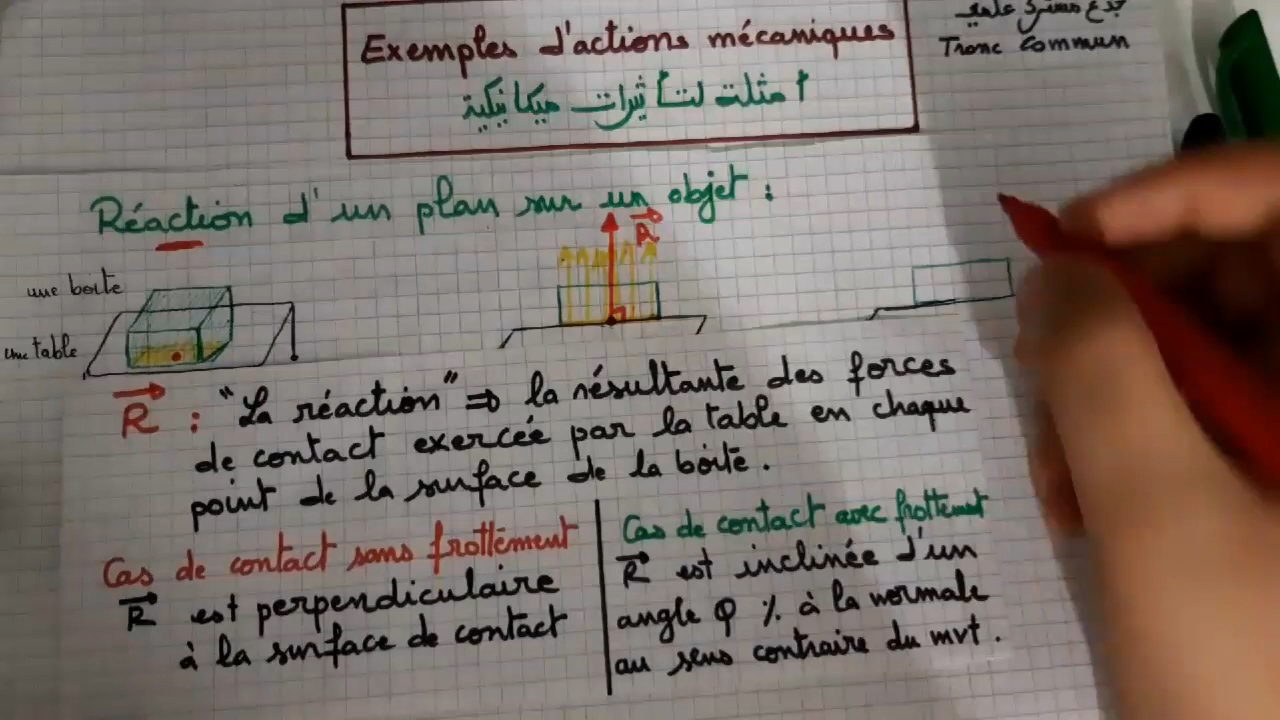 جدع مشترك علمي
Tronc Commun
Exemples d'actions mécaniques
أمثلة لتأثيرات ميكانيكية
Réaction d'un plan sur un objet :
R
une boite
une table
R : "La réaction" => la résultante des forces
de contact exercée par la table en chaque
point de la surface de la boite.
Cas de contact sans frottement
R est perpendiculaire
à la surface de contact
Cas de contact avec frottement
R est inclinée d'un
angle φ % à la normale
au sens contraire du mvt.